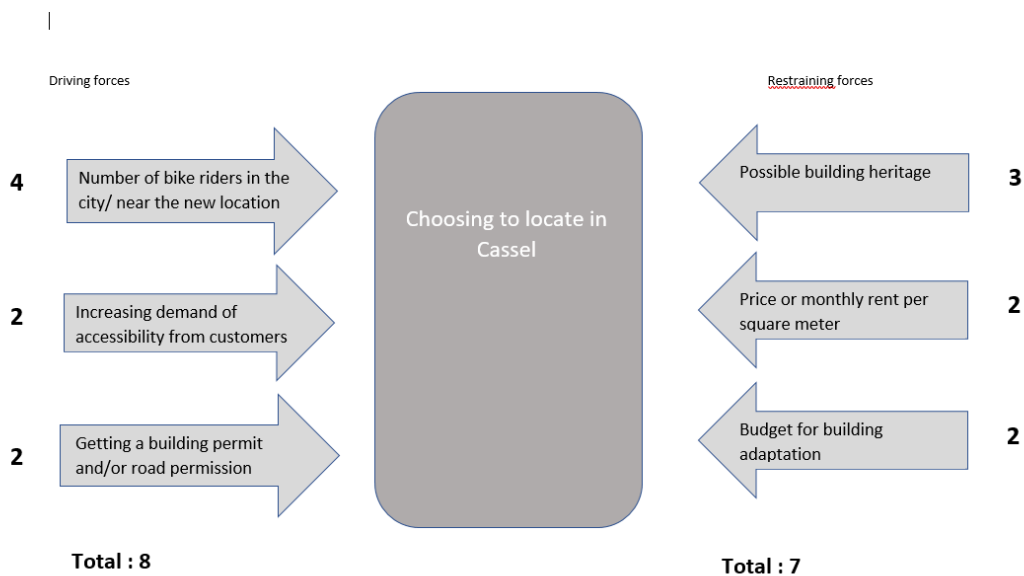 Driving forces
Restraining forces
4
Number of bike riders in the
city/ near the new location
2
Increasing demand of
accessibility from customers
2
Getting a building permit
and/or road permission
Total : 8
Choosing to locate in
Cassel
Possible building heritage
3
Price or monthly rent per
square meter
2
Budget for building
adaptation
2
Total : 7